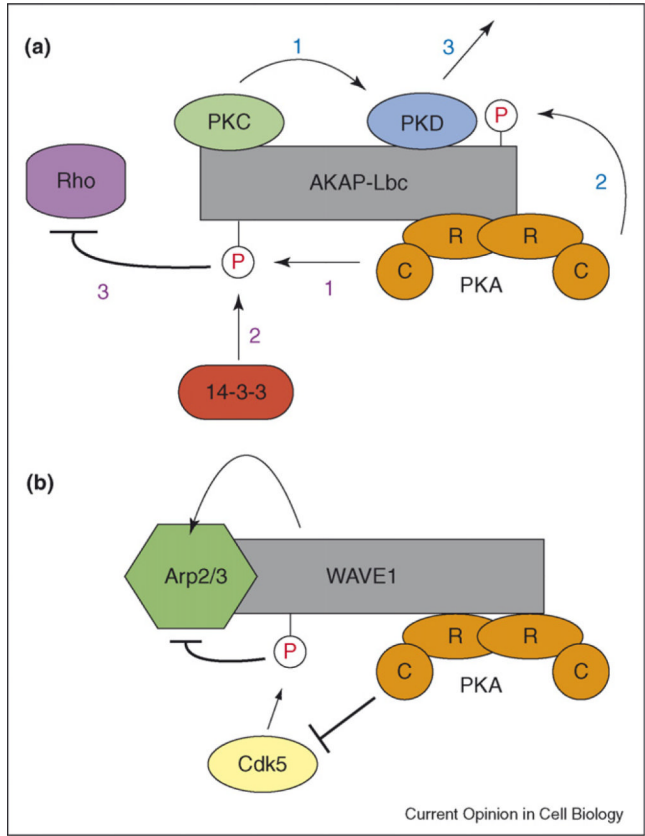 (a)
1
3
PKC
PKD
P
Rho
AKAP-Lbc
2
R
R
P
C
C
1
PKA
3
2
14-3-3
(b)
Arp2/3
WAVE1
P
R
R
C
C
PKA
Cdk5
Current Opinion in Cell Biology